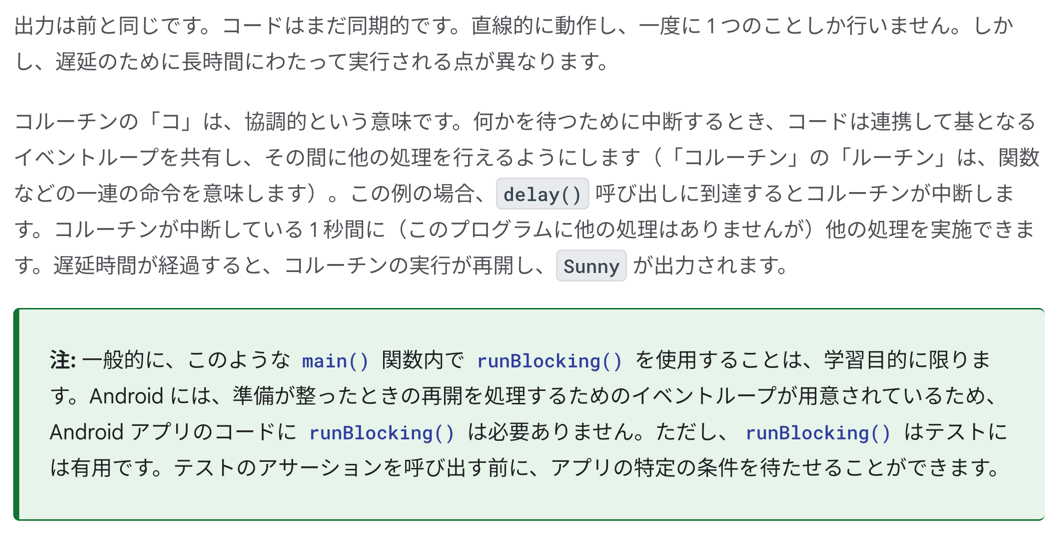 出力は前と同じです。コードはまだ同期的です。直線的に動作し、一度に 1 つのことしか行いません。しか
し、遅延のために長時間にわたって実行される点が異なります。
コルーチンの「コ」は、協調的という意味です。何かを待つために中断するとき、コードは連携して基となる
イベントループを共有し、その間に他の処理を行えるようにします（「コルーチン」の「ルーチン」は、関数
などの一連の命令を意味します）。この例の場合、delay() 呼び出しに到達するとコルーチンが中断しま
す。コルーチンが中断している 1 秒間に（このプログラムに他の処理はありませんが）他の処理を実施できま
す。遅延時間が経過すると、コルーチンの実行が再開し、Sunny が出力されます。
注: 一般的に、このような main() 関数内で runBlocking() を使用することは、学習目的に限りま
す。Android には、準備が整ったときの再開を処理するためのイベントループが用意されているため、
Android アプリのコードに runBlocking() は必要ありません。ただし、runBlocking() はテストに
は有用です。テストのアサーションを呼び出す前に、アプリの特定の条件を待たせることができます。